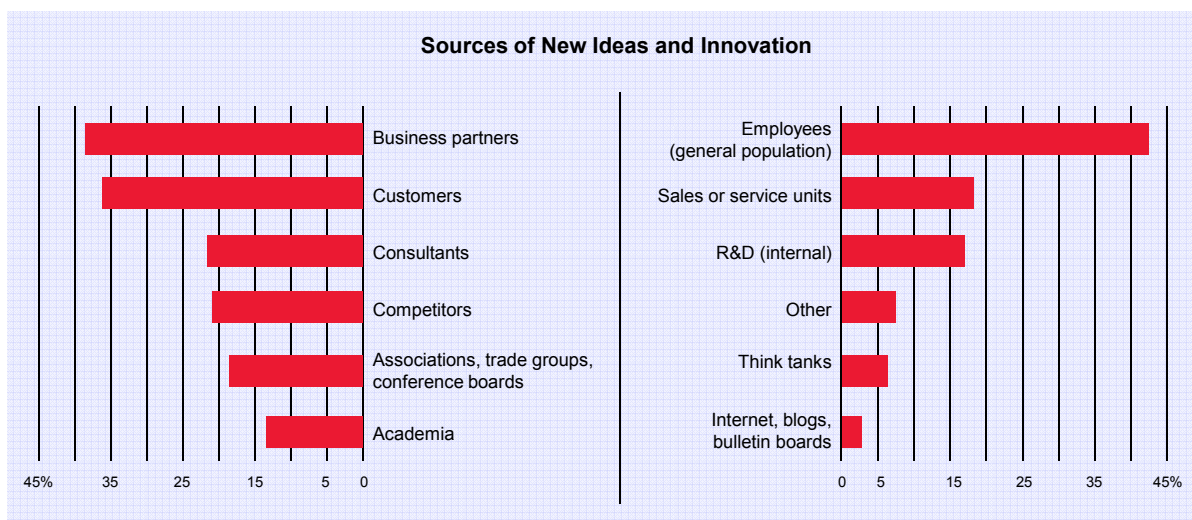 Sources of New Ideas and Innovation
Business partners
Customers
Consultants
Competitors
Associations, trade groups,
conference boards
Academia
45% 35 25 15 5 0
Employees
(general population)
Sales or service units
R&D (internal)
Other
Think tanks
Internet, blogs,
bulletin boards
0 5 15 25 35 45%